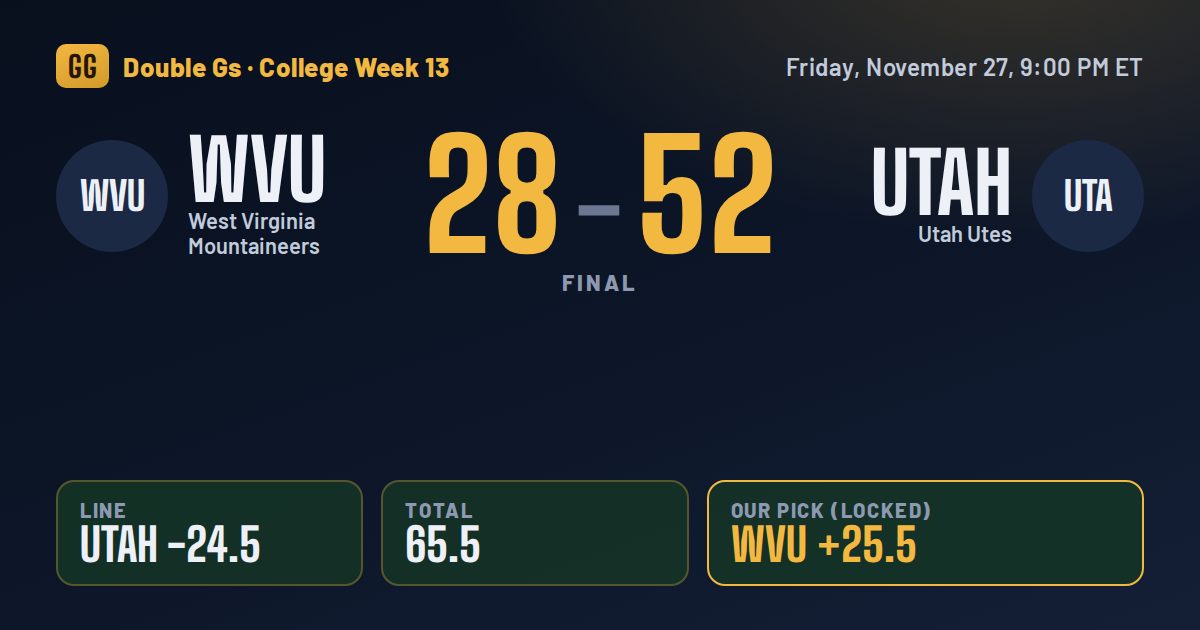 GG Double Gs · College Week 13
Friday, November 27, 9:00 PM ET
WVU
WVU
West Virginia
Mountaineers
28 – 52
FINAL
UTAH
Utah Utes
UTA
LINE
UTAH −24.5
TOTAL
65.5
OUR PICK (LOCKED)
WVU +25.5